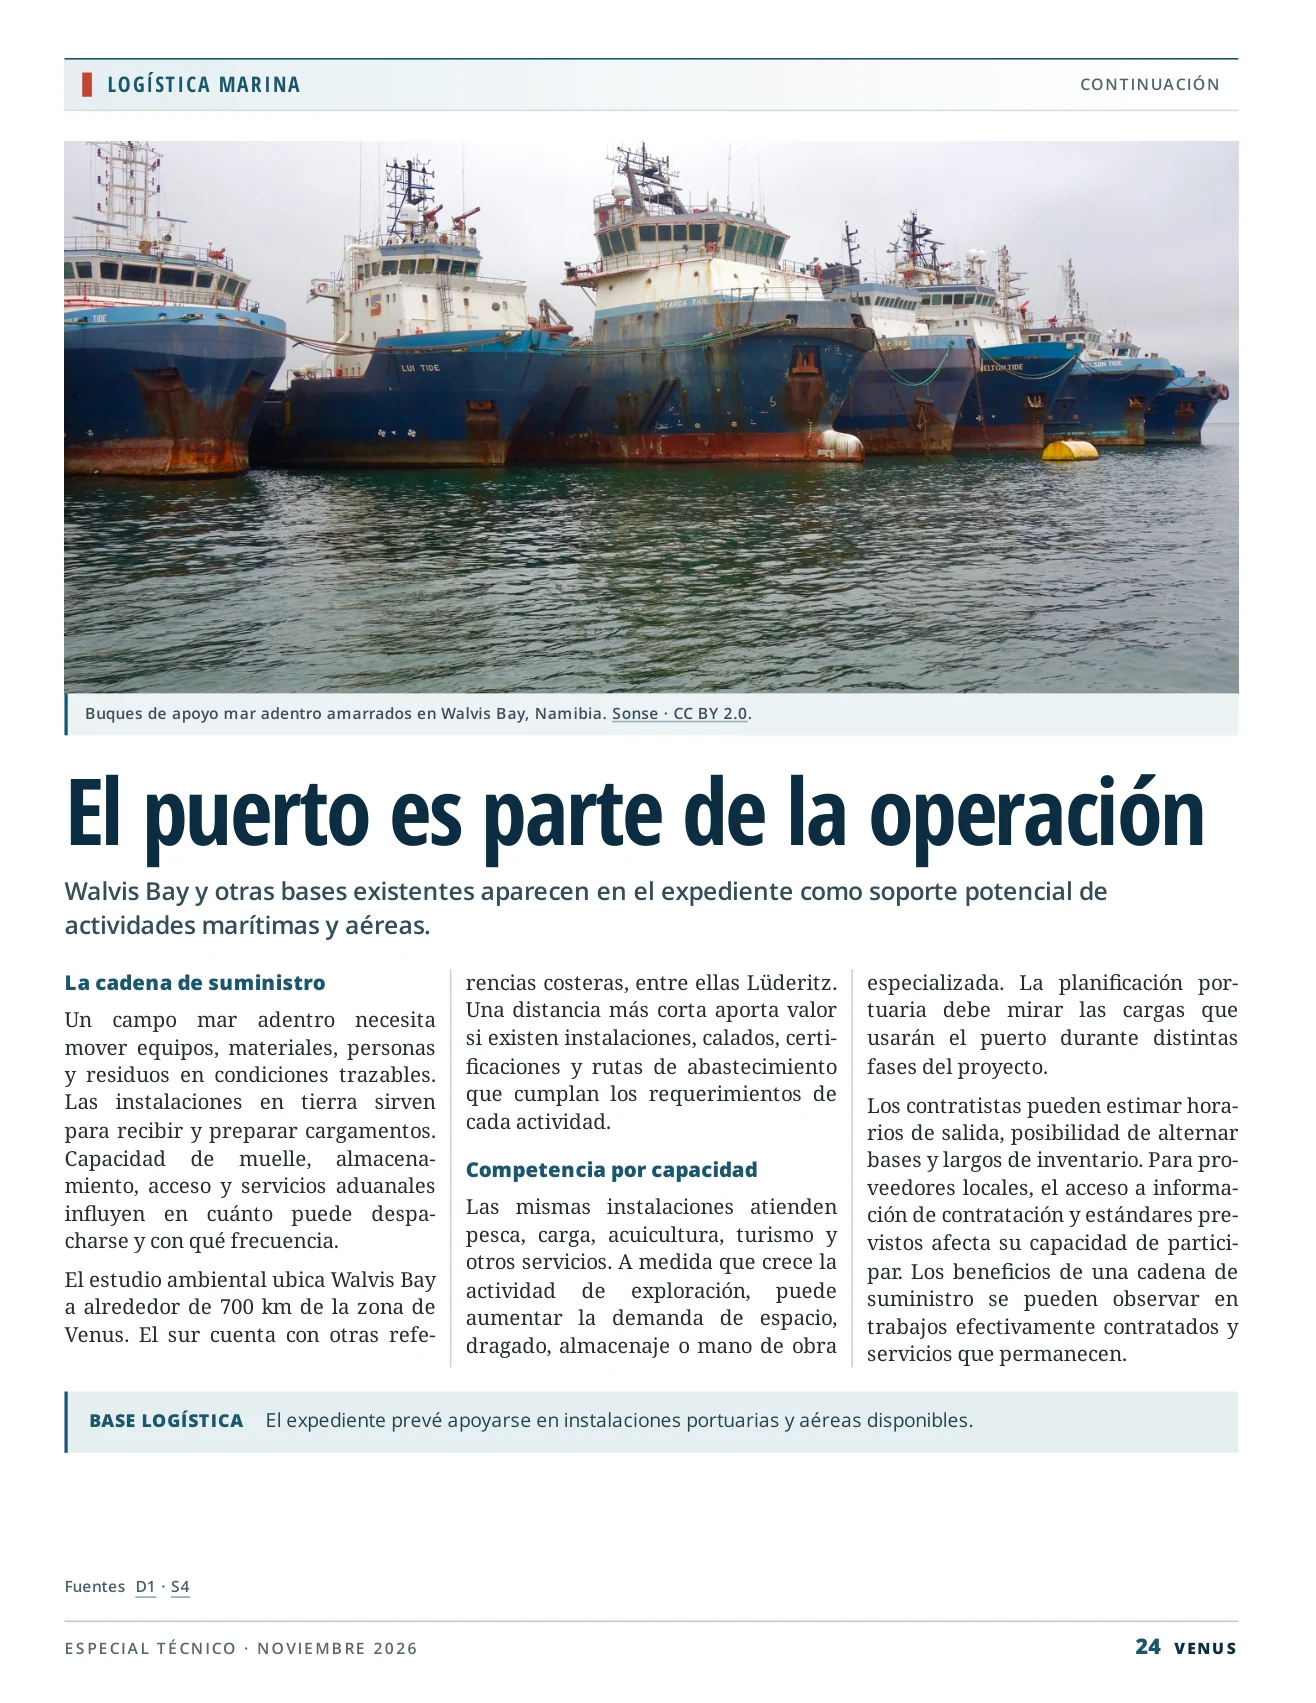 LOGÍSTICA MARINA
CONTINUACIÓN
TIDE
LUI TIDE
TIDE
NELSON TIDE
Buques de apoyo mar adentro amarrados en Walvis Bay, Namibia. Sonse · CC BY 2.0.
El puerto es parte de la operación
Walvis Bay y otras bases existentes aparecen en el expediente como soporte potencial de
actividades marítimas y aéreas.
La cadena de suministro
Un campo mar adentro necesita
mover equipos, materiales, personas
y residuos en condiciones trazables.
Las instalaciones en tierra sirven
para recibir y preparar cargamentos.
Capacidad de muelle, almacena-
miento, acceso y servicios aduanales
influyen en cuánto puede despa-
charse y con qué frecuencia.
El estudio ambiental ubica Walvis Bay
a alrededor de 700 km de la zona de
Venus. El sur cuenta con otras refe-
rencias costeras, entre ellas Lüderitz.
Una distancia más corta aporta valor
si existen instalaciones, calados, certi-
ficaciones y rutas de abastecimiento
que cumplan los requerimientos de
cada actividad.
Competencia por capacidad
Las mismas instalaciones atienden
pesca, carga, acuicultura, turismo y
otros servicios. A medida que crece la
actividad de exploración, puede
aumentar la demanda de espacio,
dragado, almacenaje o mano de obra
especializada. La planificación por-
tuaria debe mirar las cargas que
usarán el puerto durante distintas
fases del proyecto.
Los contratistas pueden estimar hora-
rios de salida, posibilidad de alternar
bases y largos de inventario. Para pro-
veedores locales, el acceso a informa-
ción de contratación y estándares pre-
vistos afecta su capacidad de partici-
par. Los beneficios de una cadena de
suministro se pueden observar en
trabajos efectivamente contratados y
servicios que permanecen.
BASE LOGÍSTICA El expediente prevé apoyarse en instalaciones portuarias y aéreas disponibles.
Fuentes D1 · S4
ESPECIAL TÉCNICO · NOVIEMBRE 2026
24 VENUS